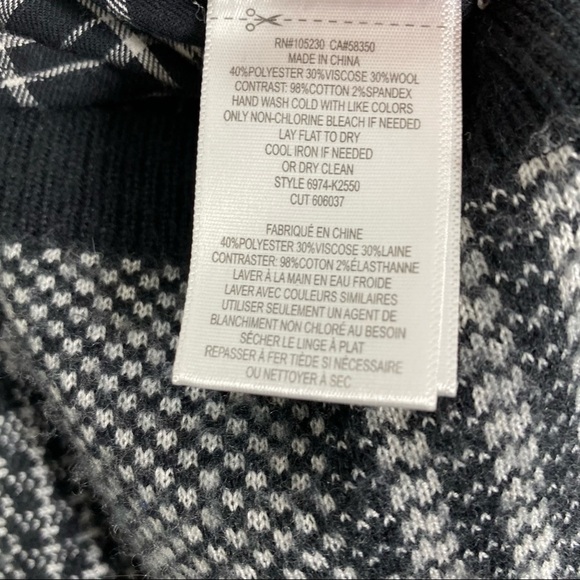 RN#105230 CA#58350
MADE IN CHINA
40%POLYESTER 30%VISCOSE 30%WOOL
CONTRAST: 98%COTTON 2%SPANDEX
HAND WASH COLD WITH LIKE COLORS
ONLY NON-CHLORINE BLEACH IF NEEDED
LAY FLAT TO DRY
COOL IRON IF NEEDED
OR DRY CLEAN
STYLE 6974-K2550
CUT 606037
FABRIQUÉ EN CHINE
40%POLYESTER 30%VISCOSE 30%LAINE
CONTRASTER: 98%COTON 2%ÉLASTHANNE
LAVER À LA MAIN EN EAU FROIDE
LAVER AVEC COULEURS SIMILAIRES
UTILISER SEULEMENT UN AGENT DE
BLANCHIMENT NON CHLORÉ AU BESOIN
SÉCHER LE LINGE À PLAT
REPASSER À FER TIÉDE SI NÉCESSAIRE
OU NETTOYER À SEC